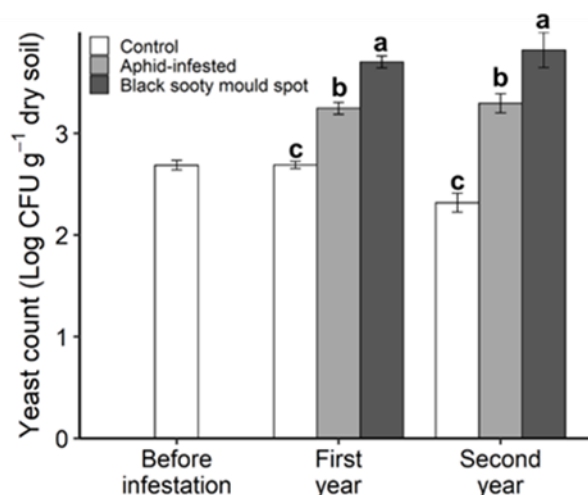 Yeast count (Log CFU g⁻¹ dry soil)
Control
Aphid-infested
Black sooty mould spot
3
2
1
0
c
b
a
c
b
a
Before
infestation
First
year
Second
year